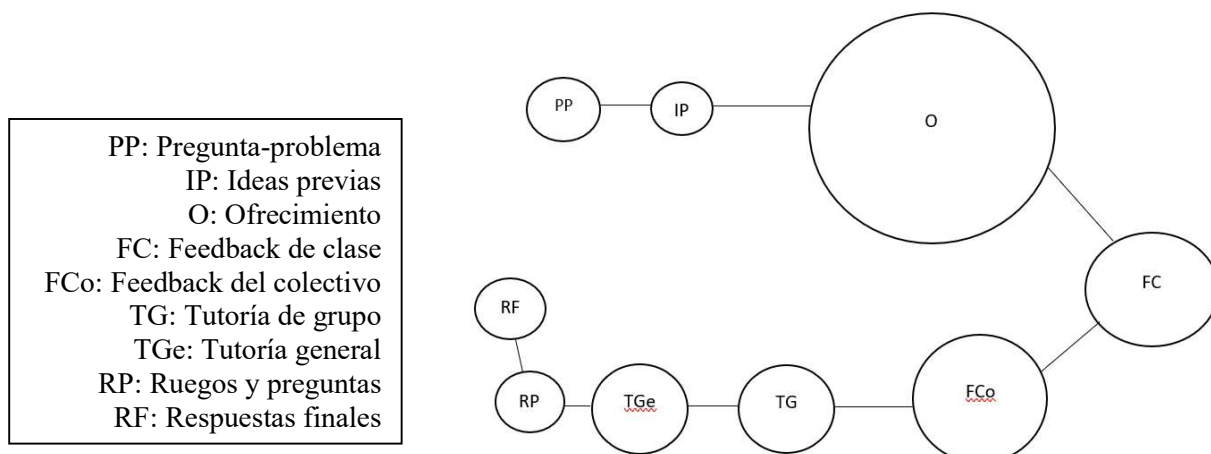 PP: Pregunta-problema
IP: Ideas previas
O: Ofrecimiento
FC: Feedback de clase
FCo: Feedback del colectivo
TG: Tutoría de grupo
TGe: Tutoría general
RP: Ruegos y preguntas
RF: Respuestas finales
PP
IP
O
FC
FCo
TG
TGe
RP
RF